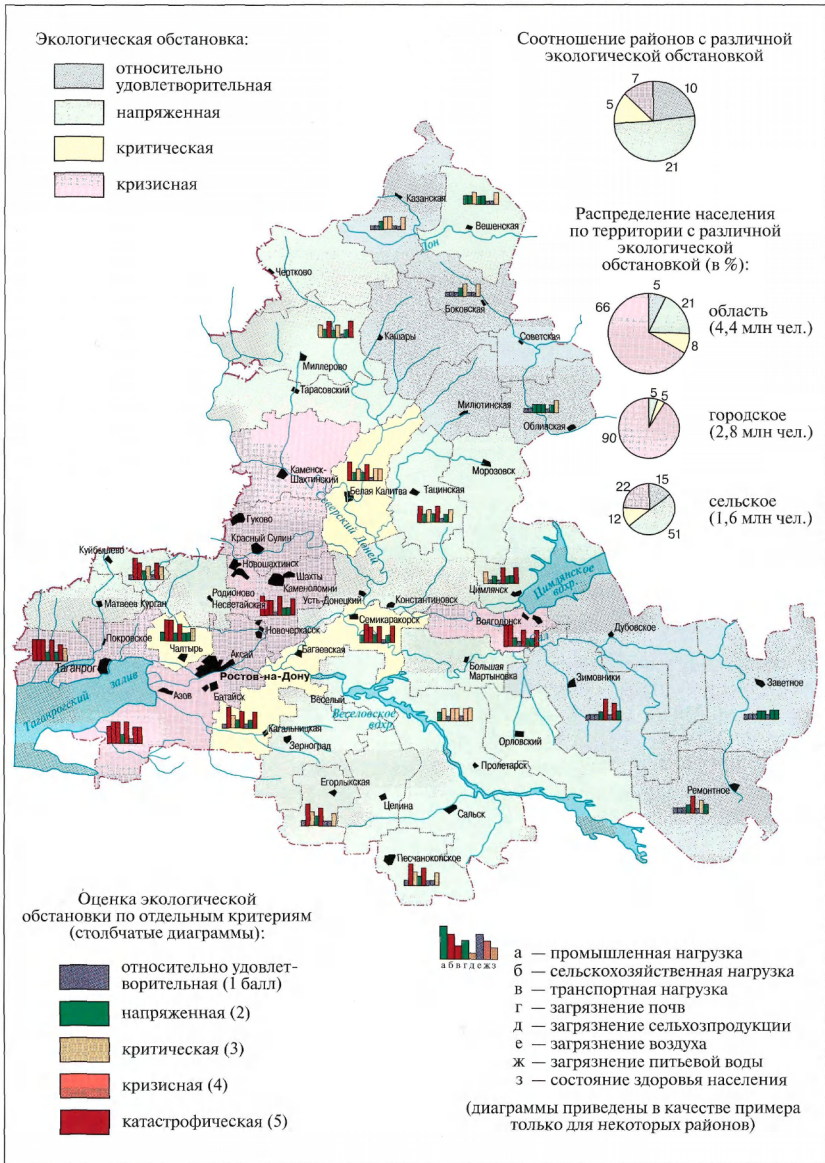 Экологическая обстановка:
относительно
удовлетворительная
напряженная
критическая
кризисная
Соотношение районов с различной
экологической обстановкой
7
10
5
21
Распределение населения
по территории с различной
экологической
обстановкой (в %):
5
66
21
8
область
(4,4 млн чел.)
5
5
90
городское
(2,8 млн чел.)
22
15
12
51
сельское
(1,6 млн чел.)
Казанская
Вешенская
Дон
Чертково
Боковская
Советская
Кашары
Миллерово
Тарасовский
Милютинская
Обливская
Морозовск
Каменск-
Шахтинский
Белая Калитва
Тацинская
Северский Донец
Гуково
Красный Сулин
Куйбышево
Новошахтинск
Шахты
Каменоломни
Цимлянск
Цимлянское
вдхр.
Матвеев Курган
Родионово
Несветайская
Усть-Донецкий
Константиновск
Волгодонск
Дубовское
Покровское
Чалтырь
Новочеркасск
Семикаракорск
Таганрог
Аксай
Багаевская
Большая
Мартыновка
Зимовники
Заветное
Ростов-на-Дону
Таганрогский залив
Азов
Батайск
Веселый
Веселовское
вдхр.
Кагальницкая
Зерноград
Орловский
Пролетарск
Егорлыкская
Целина
Сальск
Ремонтное
Песчанокопское
Оценка экологической
обстановки по отдельным критериям
(столбчатые диаграммы):
относительно удовлет-
ворительная (1 балл)
напряженная (2)
критическая (3)
кризисная (4)
катастрофическая (5)
а б в г д е ж з
а — промышленная нагрузка
б — сельскохозяйственная нагрузка
в — транспортная нагрузка
г — загрязнение почв
д — загрязнение сельхозпродукции
е — загрязнение воздуха
ж — загрязнение питьевой воды
з — состояние здоровья населения
(диаграммы приведены в качестве примера
только для некоторых районов)